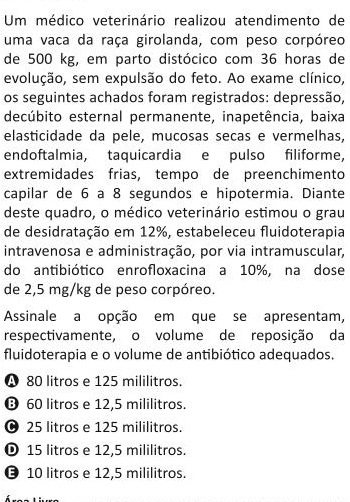 Um médico veterinário realizou atendimento de
uma vaca da raça girolanda, com peso corpóreo
de 500 kg, em parto distócico com 36 horas de
evolução, sem expulsão do feto. Ao exame clínico,
os seguintes achados foram registrados: depressão,
decúbito esternal permanente, inapetência, baixa
elasticidade da pele, mucosas secas e vermelhas,
endoftalmia, taquicardia e pulso filiforme,
extremidades frias, tempo de preenchimento
capilar de 6 a 8 segundos e hipotermia. Diante
deste quadro, o médico veterinário estimou o grau
de desidratação em 12%, estabeleceu fluidoterapia
intravenosa e administração, por via intramuscular,
do antibiótico enrofloxacina a 10%, na dose
de 2,5 mg/kg de peso corpóreo.
Assinale a opção em que se apresentam,
respectivamente, o volume de reposição da
fluidoterapia e o volume de antibiótico adequados.
A 80 litros e 125 mililitros.
B 60 litros e 12,5 mililitros.
C 25 litros e 125 mililitros.
D 15 litros e 12,5 mililitros.
E 10 litros e 12,5 mililitros.
Área Livre